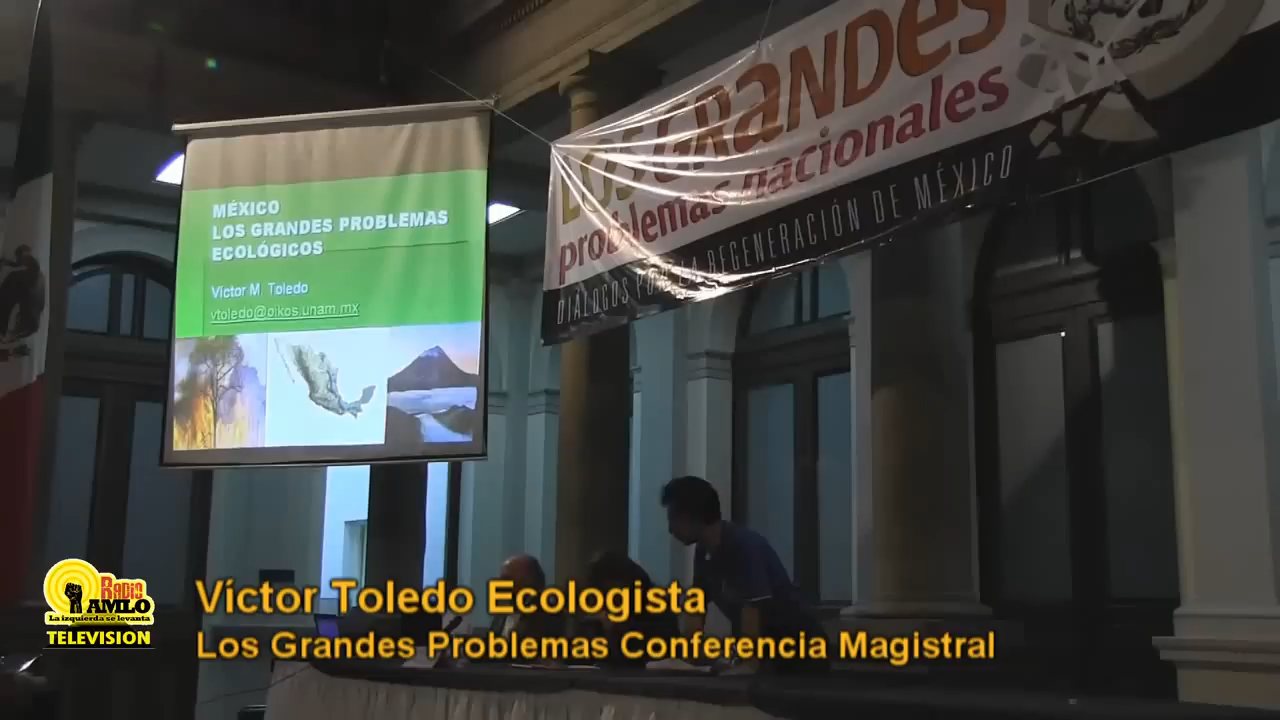 LOS GRANDES
problemas nacionales
DIÁLOGOS POR LA REGENERACIÓN DE MÉXICO
MÉXICO
LOS GRANDES PROBLEMAS
ECOLÓGICOS
Víctor M. Toledo
vtoledo@oikos.unam.mx
RADIO
AMLO
La izquierda se levanta
TELEVISION
Víctor Toledo Ecologista
Los Grandes Problemas Conferencia Magistral